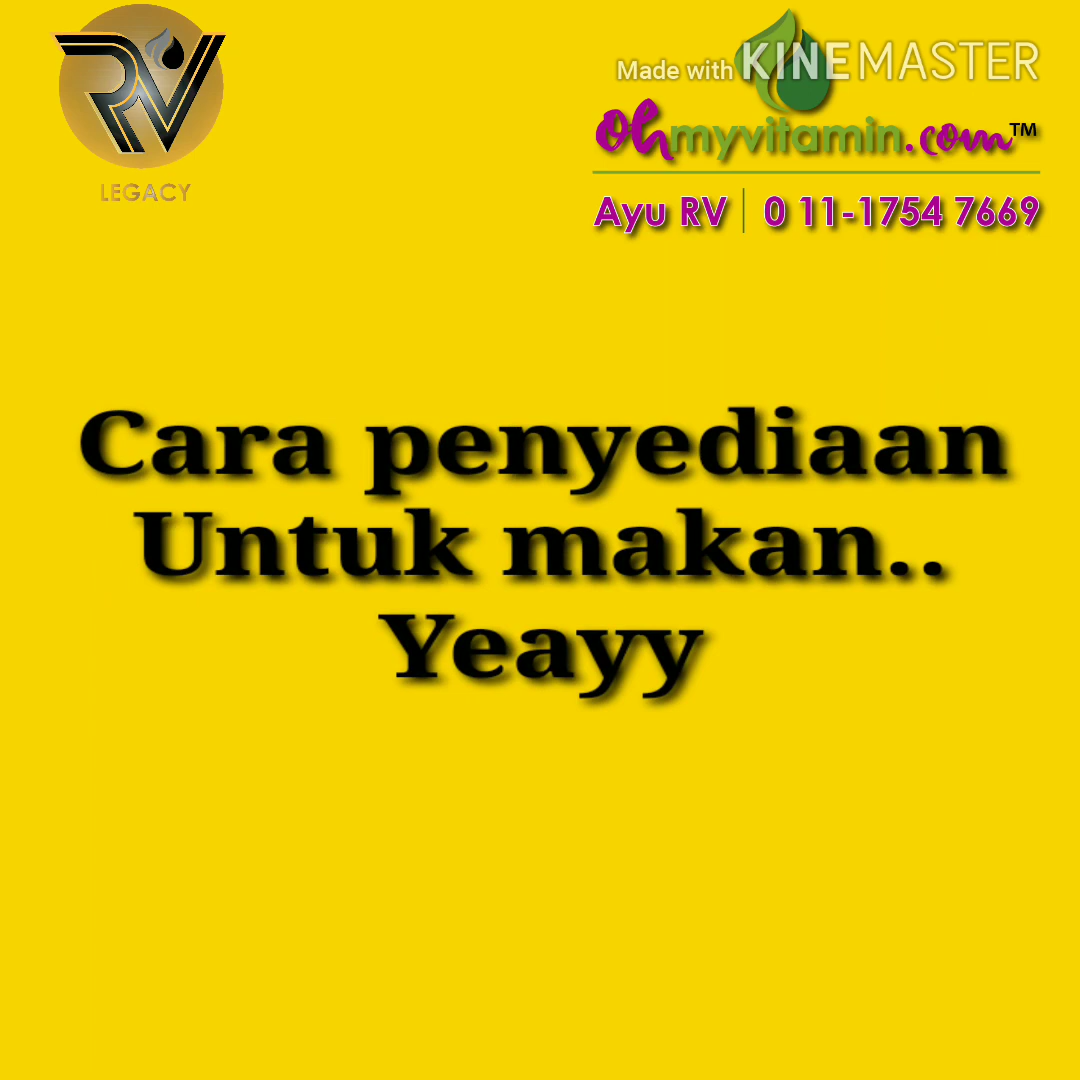 RV
LEGACY
Made with KINEMASTER
Ohmyvitamin.com™
Ayu RV | 0 11-1754 7669
Cara penyediaan
Untuk makan..
Yeayy